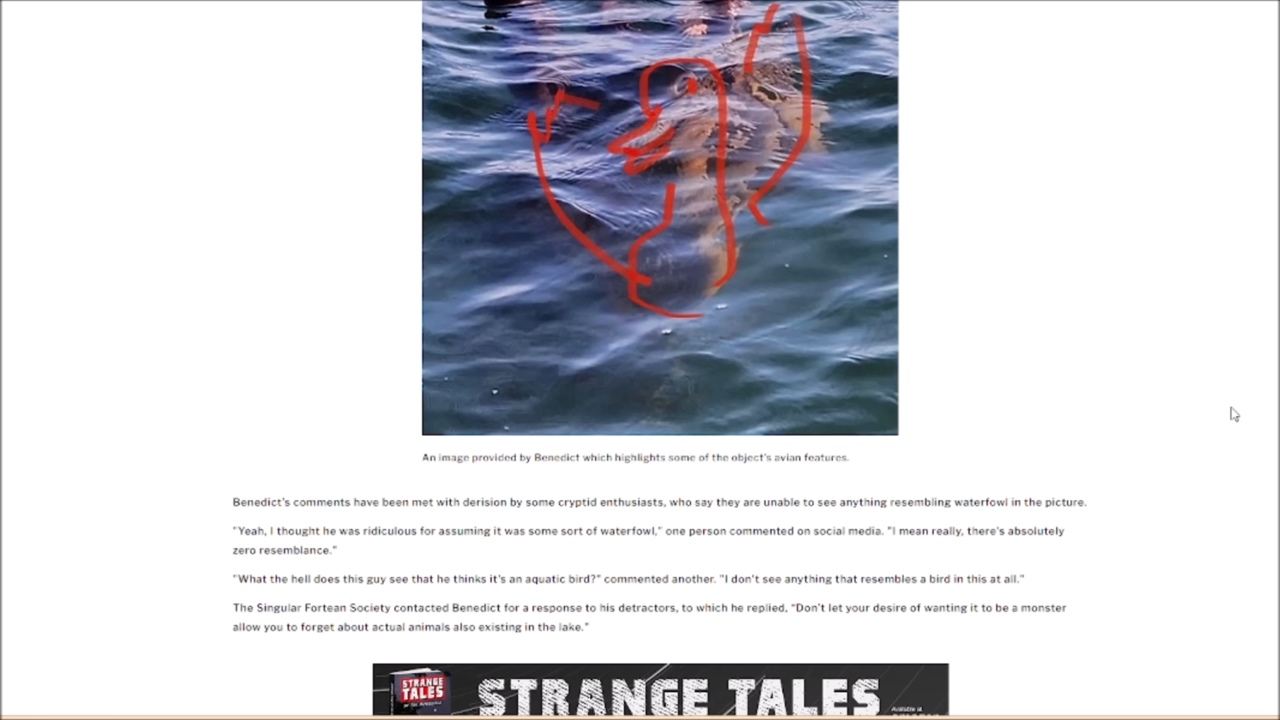 An image provided by Benedict which highlights some of the object's avian features.
Benedict's comments have been met with derision by some cryptid enthusiasts, who say they are unable to see anything resembling waterfowl in the picture.
"Yeah, I thought he was ridiculous for assuming it was some sort of waterfowl," one person commented on social media. "I mean really, there's absolutely
zero resemblance."
"What the hell does this guy see that he thinks it's an aquatic bird?" commented another. "I don't see anything that resembles a bird in this at all."
The Singular Fortean Society contacted Benedict for a response to his detractors, to which he replied, "Don't let your desire of wanting it to be a monster
allow you to forget about actual animals also existing in the lake."
STRANGE
TALES
STRANGE TALES
Available at